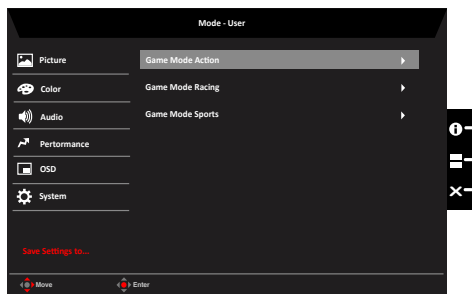 Mode - User
Picture
Game Mode Action
Color
Game Mode Racing
Audio
Game Mode Sports
Pertormance
OSD
System
Save Settings to...
Move
Enter